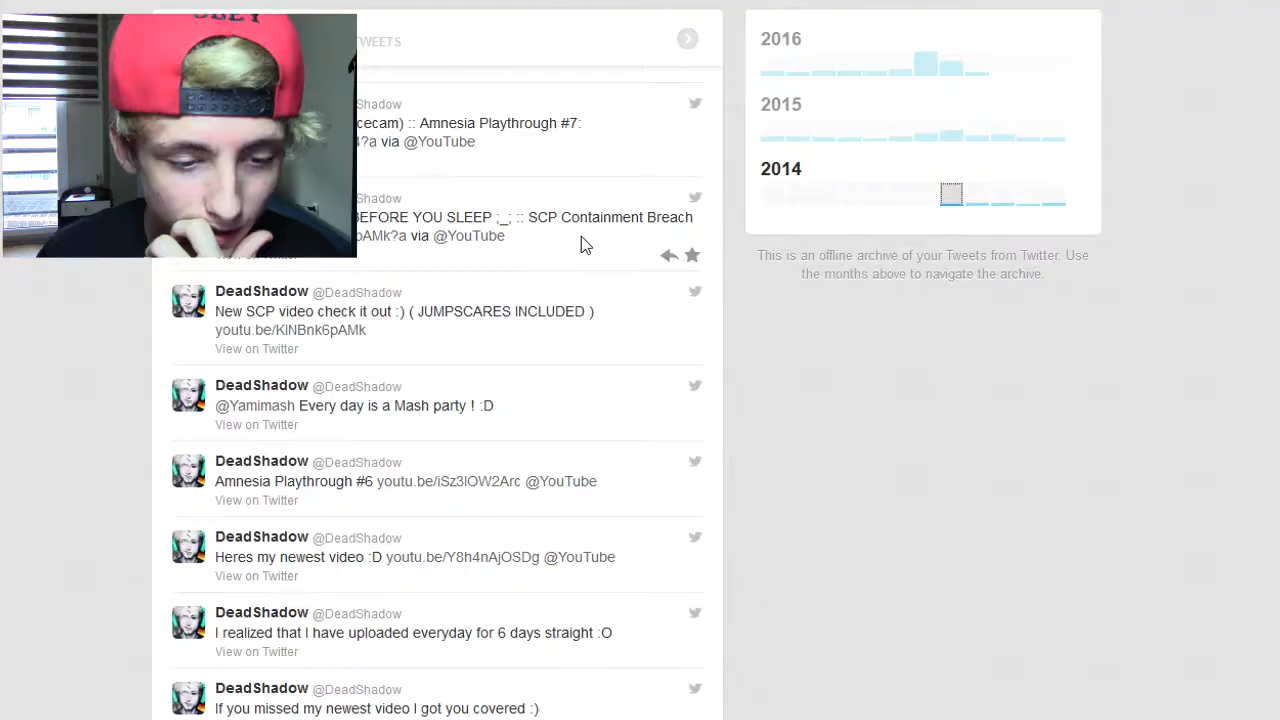 OBEY
TWEETS
2016
2015
2014
This is an offline archive of your Tweets from Twitter. Use
the months above to navigate the archive.
Shadow
cecam) :: Amnesia Playthrough #7:
?a via @YouTube
Shadow
BEFORE YOU SLEEP ;_; :: SCP Containment Breach
pAMk?a via @YouTube
View on Twitter
DeadShadow @DeadShadow
New SCP video check it out :) ( JUMPSCARES INCLUDED )
youtu.be/KlNBnk6pAMk
View on Twitter
DeadShadow @DeadShadow
@Yamimash Every day is a Mash party ! :D
View on Twitter
DeadShadow @DeadShadow
Amnesia Playthrough #6 youtu.be/iSz3lOW2Arc @YouTube
View on Twitter
DeadShadow @DeadShadow
Heres my newest video :D youtu.be/Y8h4nAjOSDg @YouTube
View on Twitter
DeadShadow @DeadShadow
I realized that I have uploaded everyday for 6 days straight :O
View on Twitter
DeadShadow @DeadShadow
If you missed my newest video I got you covered :)